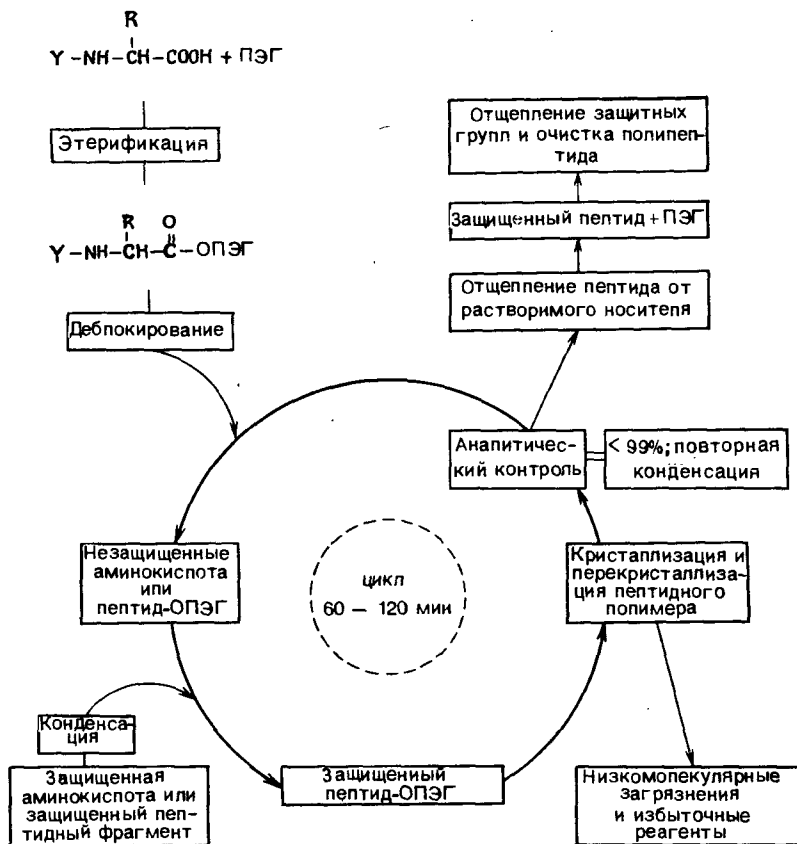 R
Y-NH-CH-COOH + ПЭГ
Этерификация
R O
Y-NH-CH-C-ОПЭГ
Деблокирование
Отщепление защитных
групп и очистка полипеп-
тида
Защищенный пептид + ПЭГ
Отщепление пептида от
растворимого носителя
Аналитичес-
кий контроль
< 99%; повторная
конденсация
Незащищенные
аминокислота
или
пептид-ОПЭГ
цикл
60 – 120 мин
Кристаллизация и
перекристаллиза-
ция пептидного
полимера
Конденса-
ция
Защищенная
аминокислота или
защищенный пеп-
тидный фрагмент
Защищенный
пептид-ОПЭГ
Низкомолекулярные
загрязнения
и избыточные
реагенты